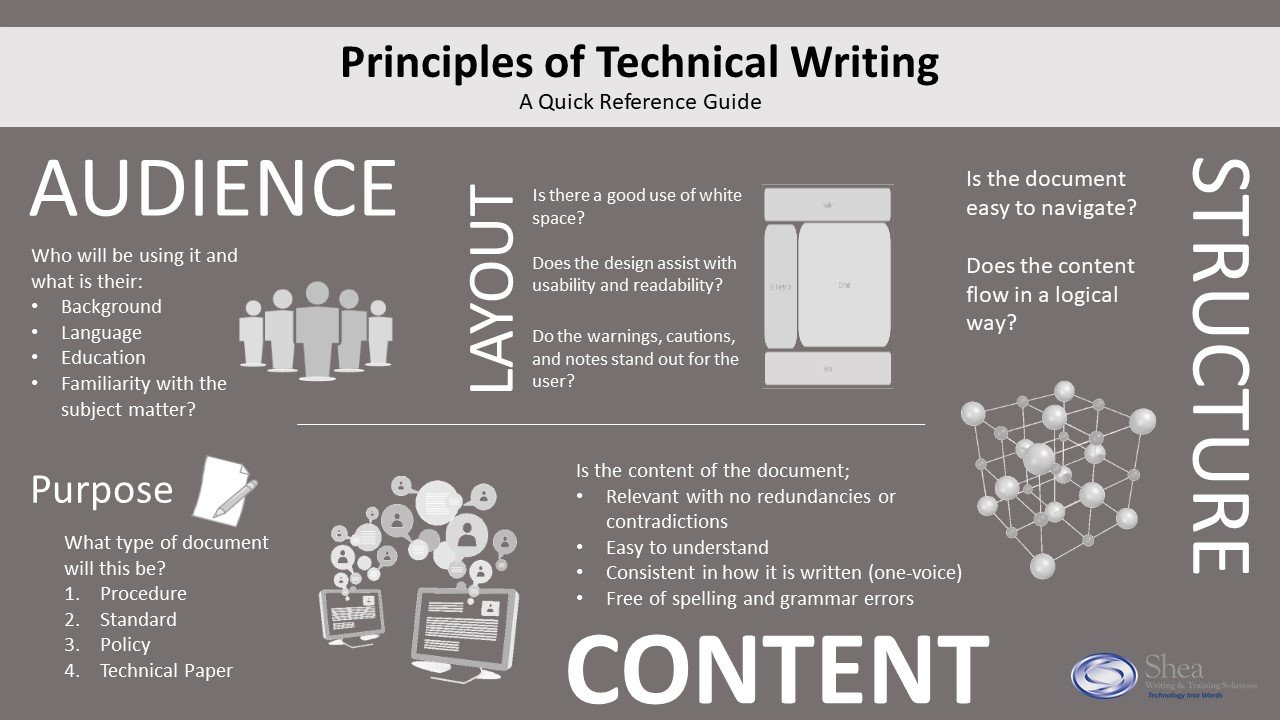 Principles of Technical Writing
A Quick Reference Guide
AUDIENCE
Who will be using it and
what is their:
• Background
• Language
• Education
• Familiarity with the
subject matter?
LAYOUT
Is there a good use of white
space?
Does the design assist with
usability and readability?
Do the warnings, cautions,
and notes stand out for the
user?
STRUCTURE
Is the document
easy to navigate?
Does the content
flow in a logical
way?
Purpose
What type of document
will this be?
1. Procedure
2. Standard
3. Policy
4. Technical Paper
Is the content of the document;
• Relevant with no redundancies or
contradictions
• Easy to understand
• Consistent in how it is written (one-voice)
• Free of spelling and grammar errors
CONTENT
Shea
Writing & Training Solutions
Technology Into Words